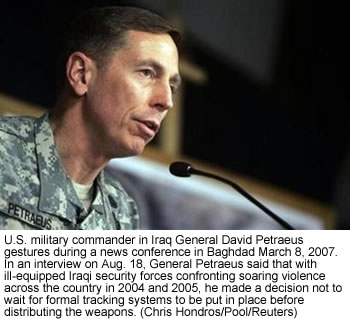 PETRAEUS
U.S. military commander in Iraq General David Petraeus
gestures during a news conference in Baghdad March 8, 2007.
In an interview on Aug. 18, General Petraeus said that with
ill-equipped Iraqi security forces confronting soaring violence
across the country in 2004 and 2005, he made a decision not to
wait for formal tracking systems to be put in place before
distributing the weapons. (Chris Hondros/Pool/Reuters)